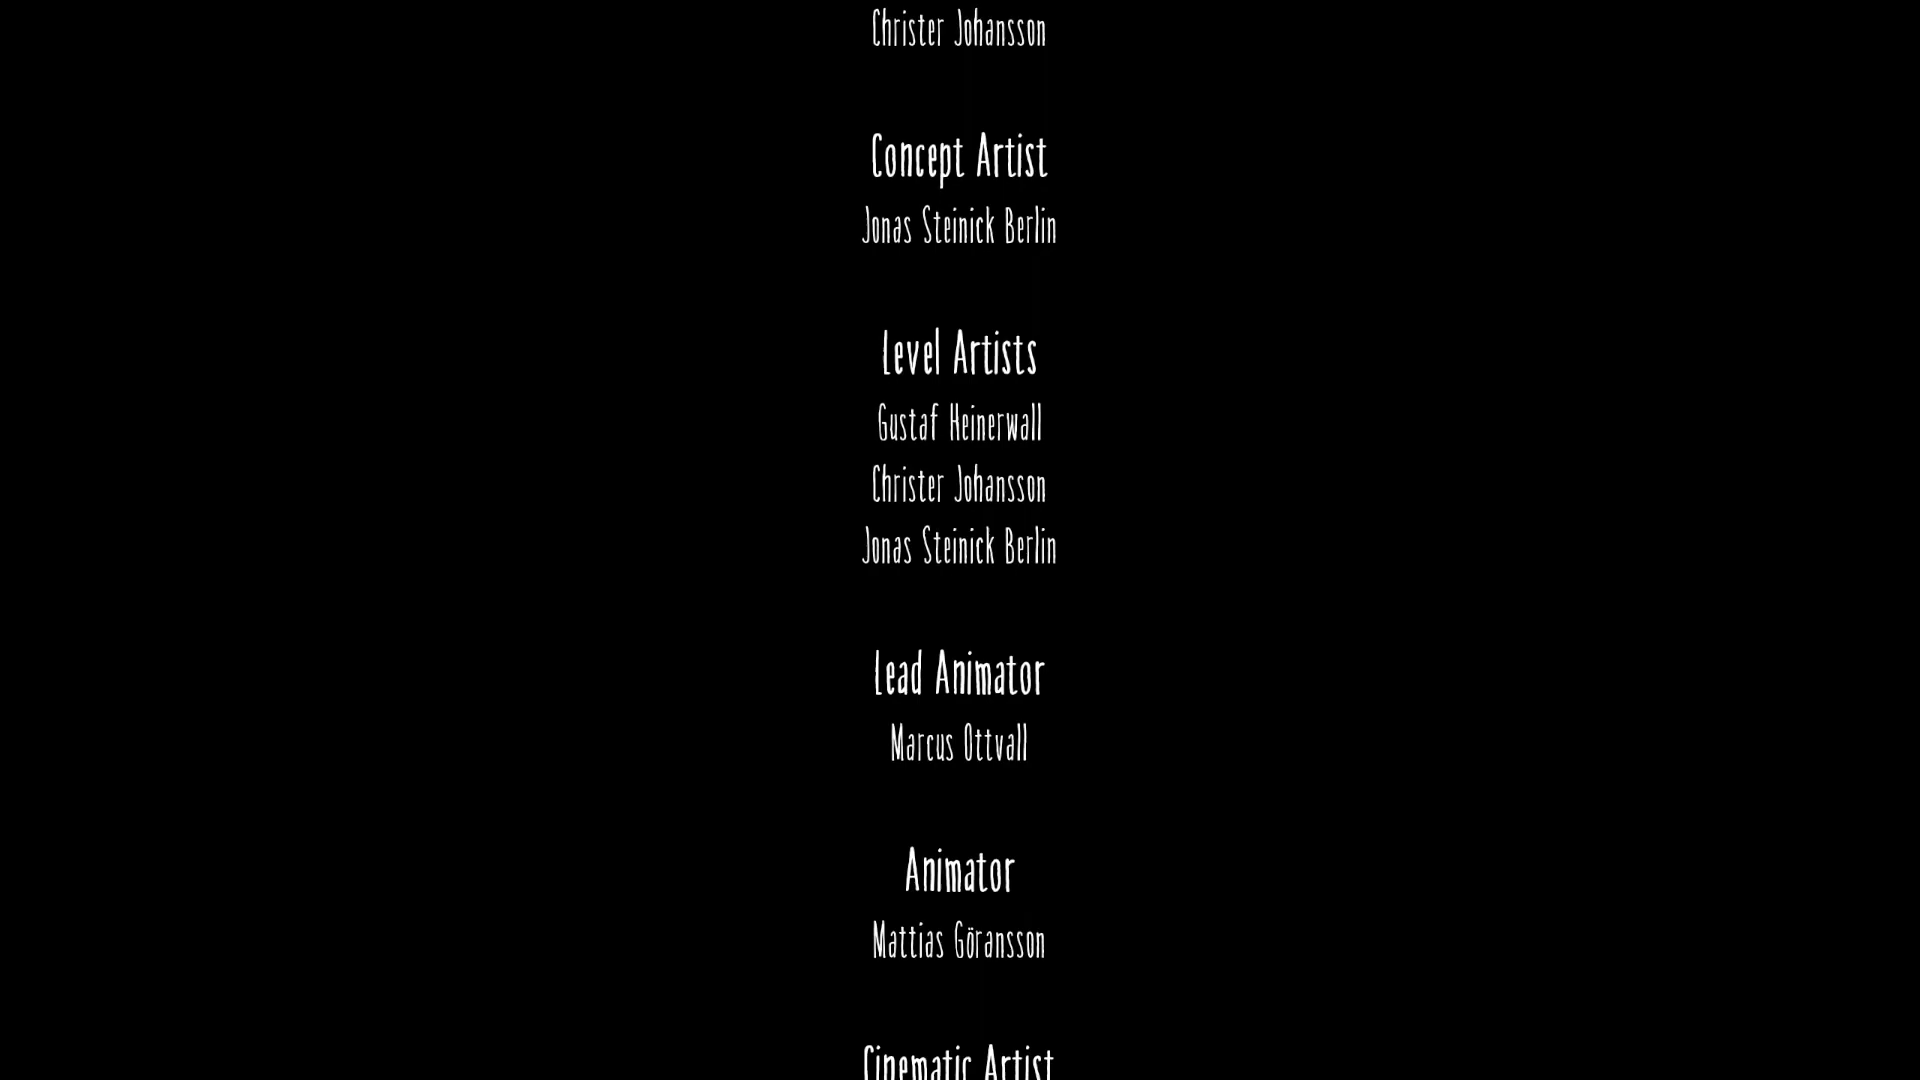 Christer Johansson
Concept Artist
Jonas Steinick Berlin
Level Artists
Gustaf Heinerwall
Christer Johansson
Jonas Steinick Berlin
Lead Animator
Marcus Ottvall
Animator
Mattias Göransson
Cinematic Artist